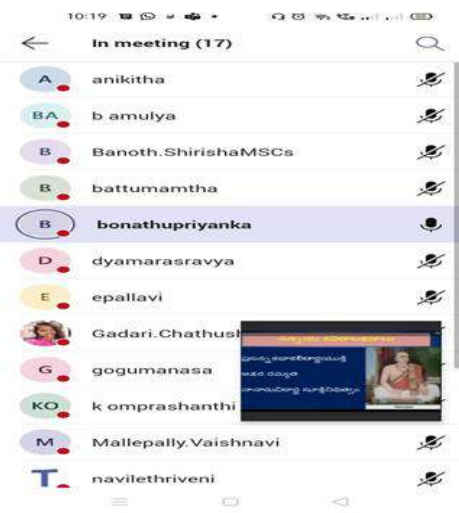 10:19
In meeting (17)
A anikitha
BA b amulya
B Banoth.ShirishaMSCs
B battumamtha
B bonathupriyanka
D dyamarasravya
E epallavi
Gadari.Chathush
G gogumanasa
KO k omprashanthi
M Mallepally.Vaishnavi
T navilethriveni